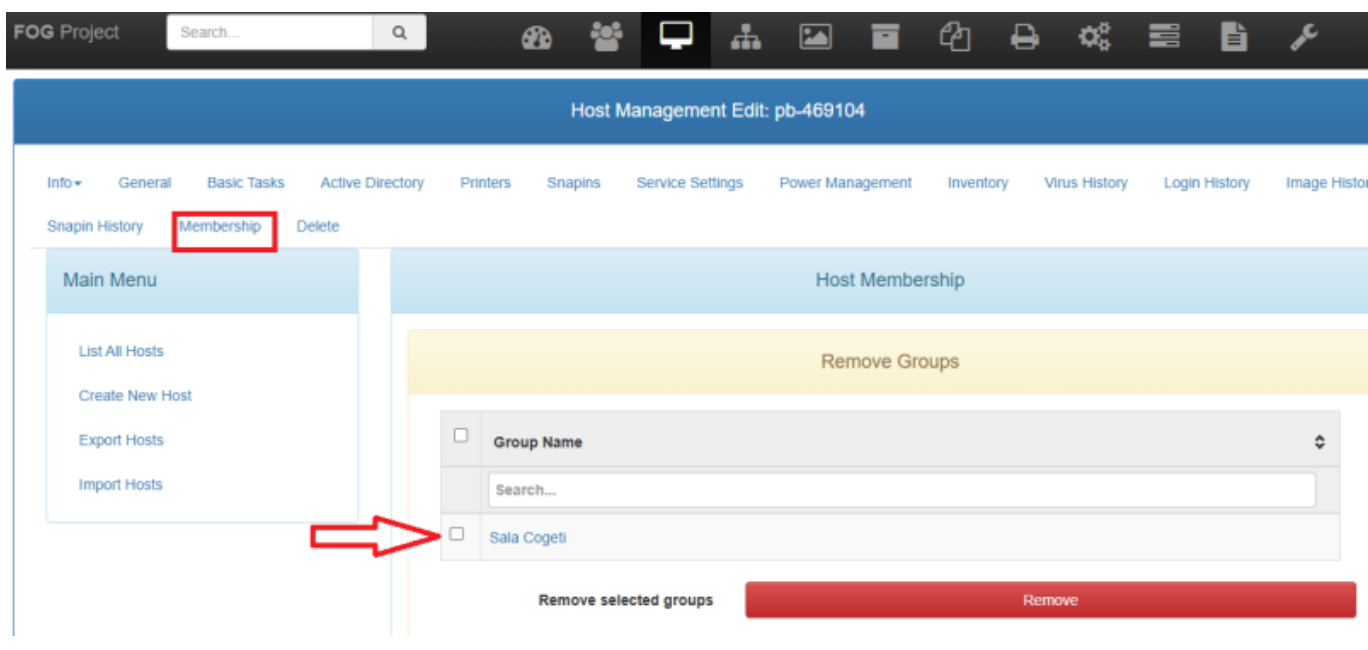 FOG Project Search...
Host Management Edit: pb-469104
Info General Basic Tasks Active Directory Printers Snapins Service Settings Power Management Inventory Virus History Login History Image Histor
Snapin History Membership Delete
Main Menu
Host Membership
List All Hosts
Create New Host
Export Hosts
Import Hosts
Remove Groups
Group Name
Search...
Sala Cogeti
Remove selected groups Remove